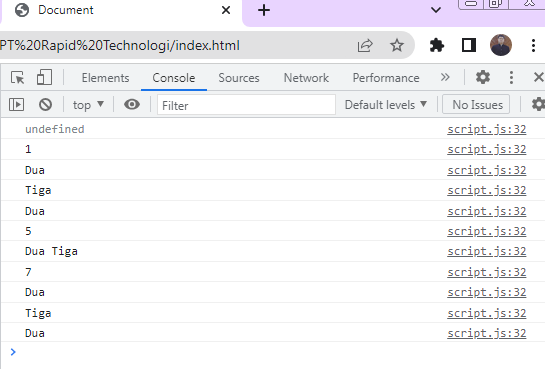 Document
PT%20Rapid%20Technologi/index.html
Elements Console Sources Network Performance
top Filter Default levels No Issues
undefined script.js:32
1 script.js:32
Dua script.js:32
Tiga script.js:32
Dua script.js:32
5 script.js:32
Dua Tiga script.js:32
7 script.js:32
Dua script.js:32
Tiga script.js:32
Dua script.js:32